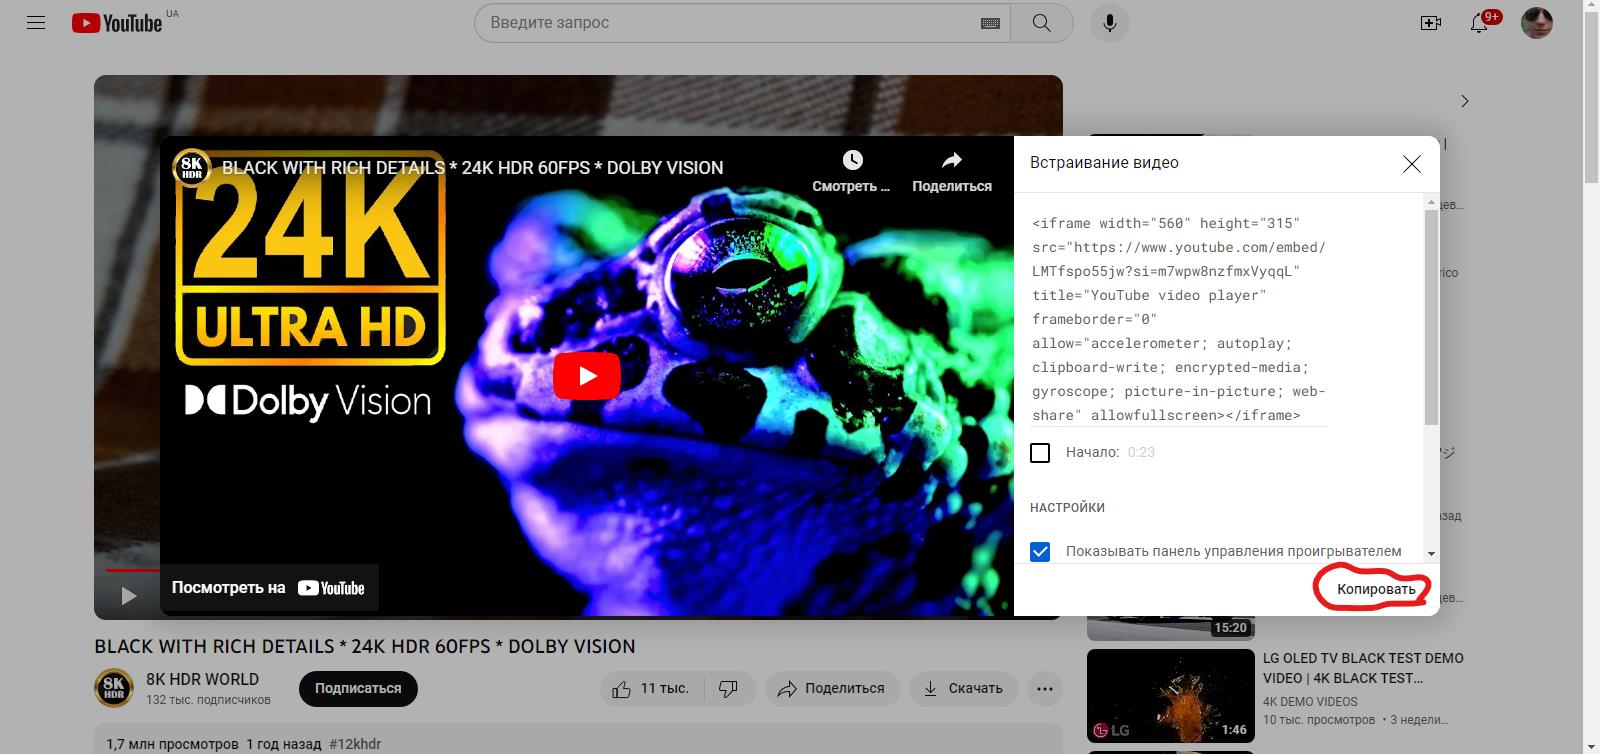 YouTube UA
Введите запрос
9+
8K
HDR
BLACK WITH RICH DETAILS * 24K HDR 60FPS * DOLBY VISION
Смотреть ...
Поделиться
24K
ULTRA HD
Dolby Vision
Посмотреть на YouTube
Встраивание видео
<iframe width="560" height="315"
src="https://www.youtube.com/embed/
LMTfspo55jw?si=m7wpw8nzfmxVyqqL"
title="YouTube video player"
frameborder="0"
allow="accelerometer; autoplay;
clipboard-write; encrypted-media;
gyroscope; picture-in-picture; web-
share" allowfullscreen></iframe>
Начало: 0:23
НАСТРОЙКИ
Показывать панель управления проигрывателем
Копировать
15:20
BLACK WITH RICH DETAILS * 24K HDR 60FPS * DOLBY VISION
8K
HDR
8K HDR WORLD
132 тыс. подписчиков
Подписаться
11 тыс.
Поделиться
Скачать
1,7 млн просмотров 1 год назад #12khdr
LG OLED TV BLACK TEST DEMO
VIDEO | 4K BLACK TEST...
4K DEMO VIDEOS
10 тыс. просмотров • 3 недели...
LG
1:46